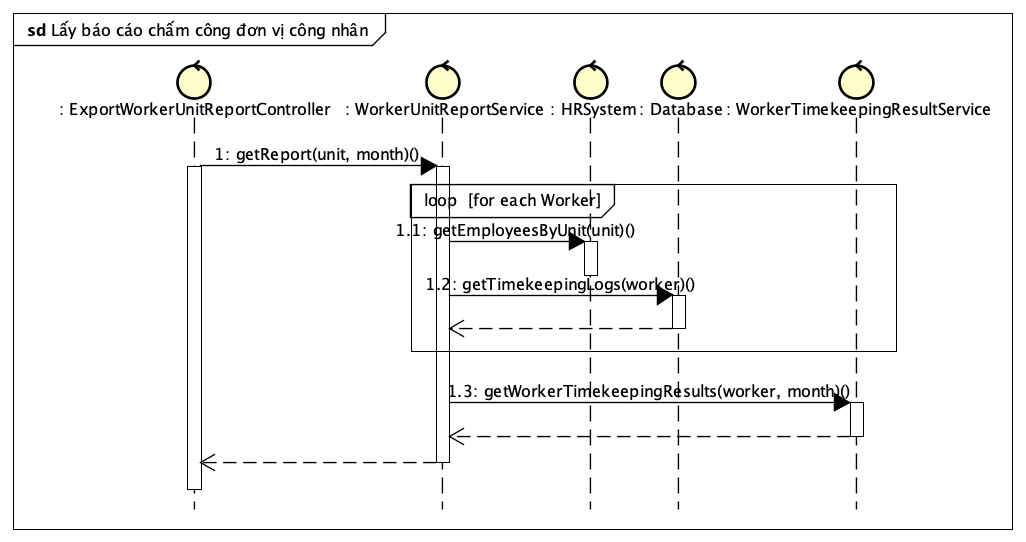 sd Lấy báo cáo chấm công đơn vị công nhân
: ExportWorkerUnitReportController
: WorkerUnitReportService
: HRSystem
: Database
: WorkerTimekeepingResultService
1: getReport(unit, month)()
loop [for each Worker]
1.1: getEmployeesByUnit(unit)()
1.2: getTimekeepingLogs(worker)()
1.3: getWorkerTimekeepingResults(worker, month)()